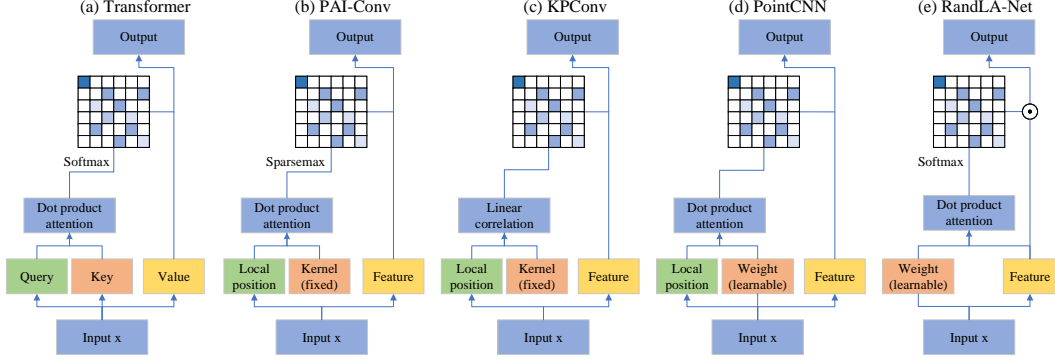 (a) Transformer
(b) PAI-Conv
(c) KPConv
(d) PointCNN
(e) RandLA-Net
Output
Output
Output
Output
Output
Softmax
Sparsemax
Softmax
Dot product
attention
Dot product
attention
Linear
correlation
Dot product
attention
Dot product
attention
Query
Key
Value
Local
position
Kernel
(fixed)
Feature
Local
position
Kernel
(fixed)
Feature
Local
position
Weight
(learnable)
Feature
Weight
(learnable)
Feature
Input x
Input x
Input x
Input x
Input x